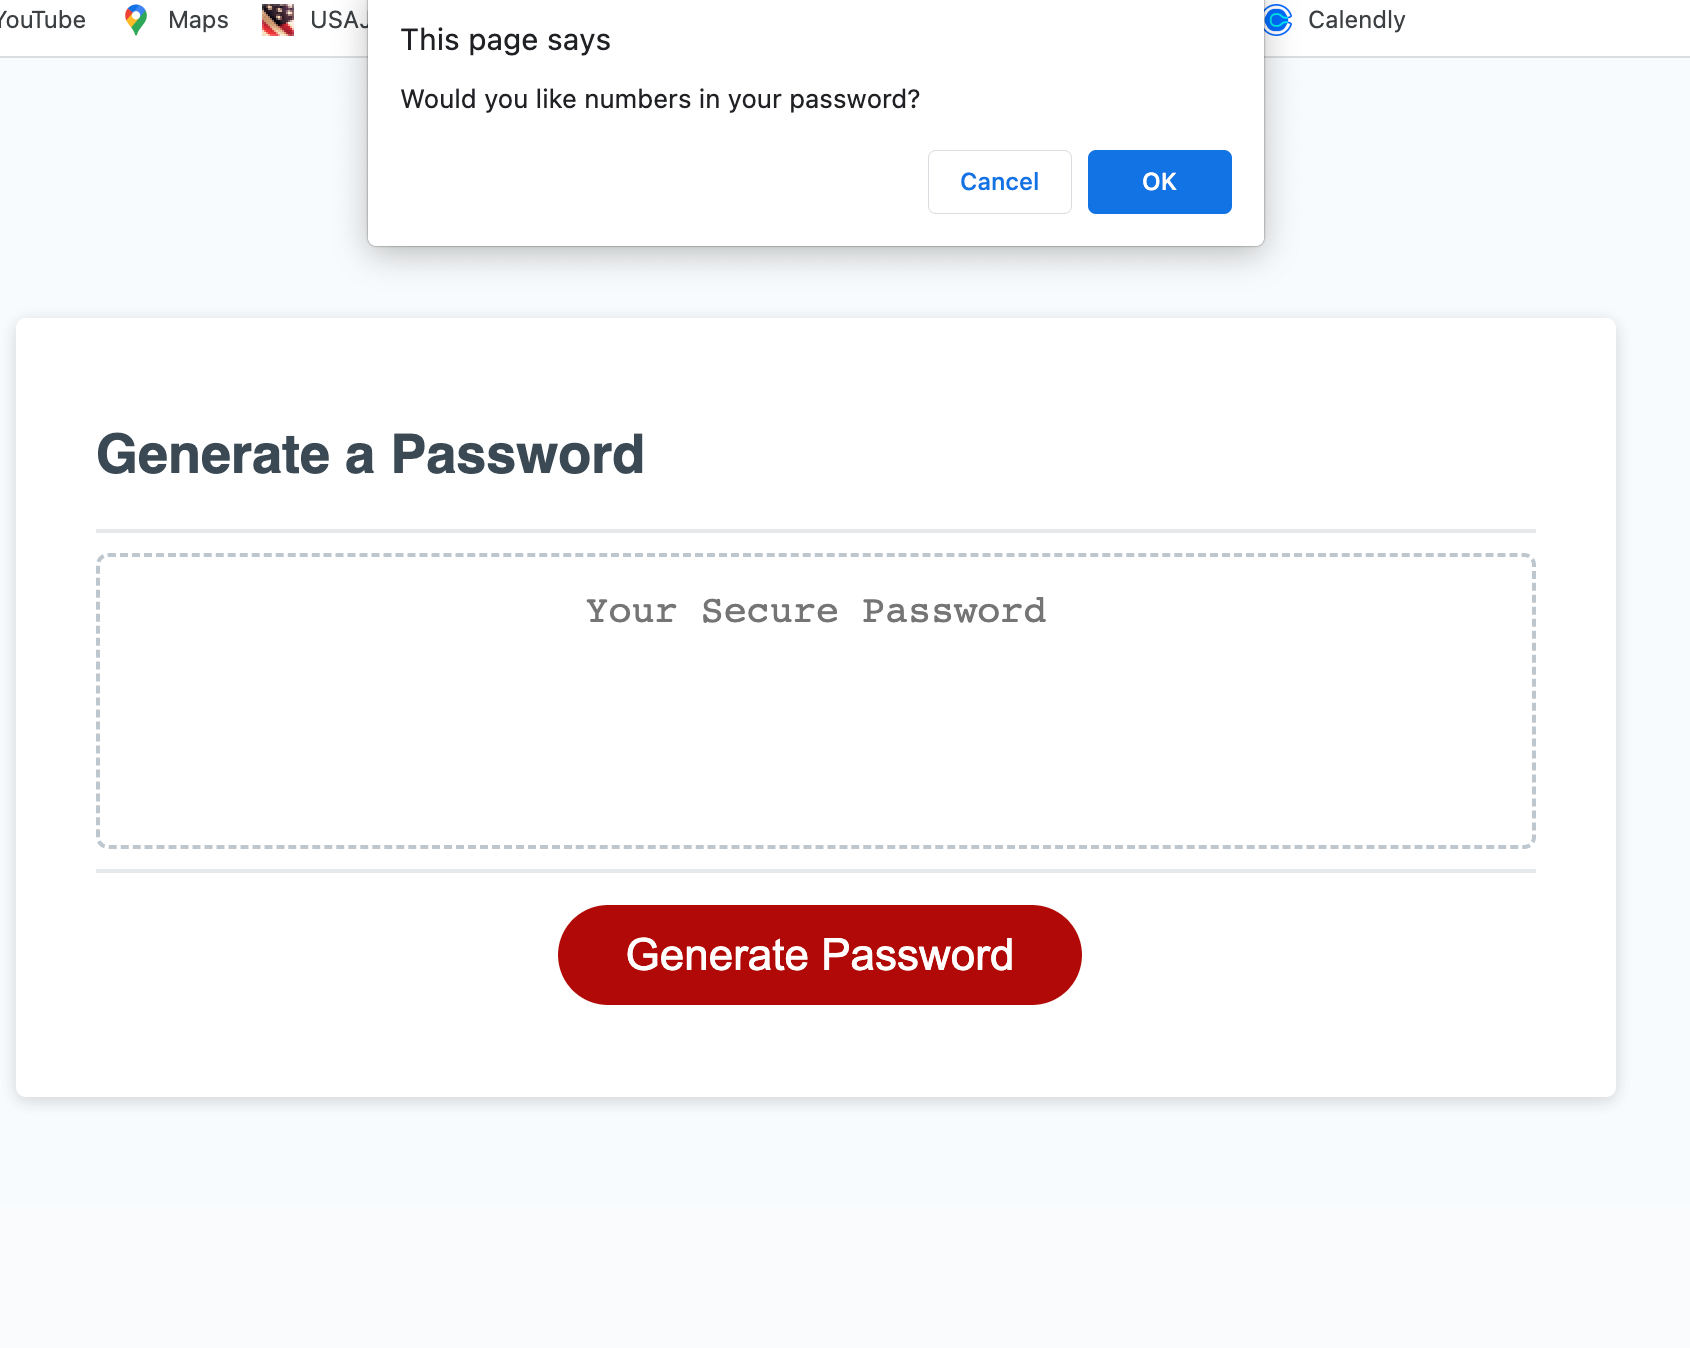 YouTube Maps USAJ Calendly
This page says
Would you like numbers in your password?
Cancel OK
Generate a Password
Your Secure Password
Generate Password